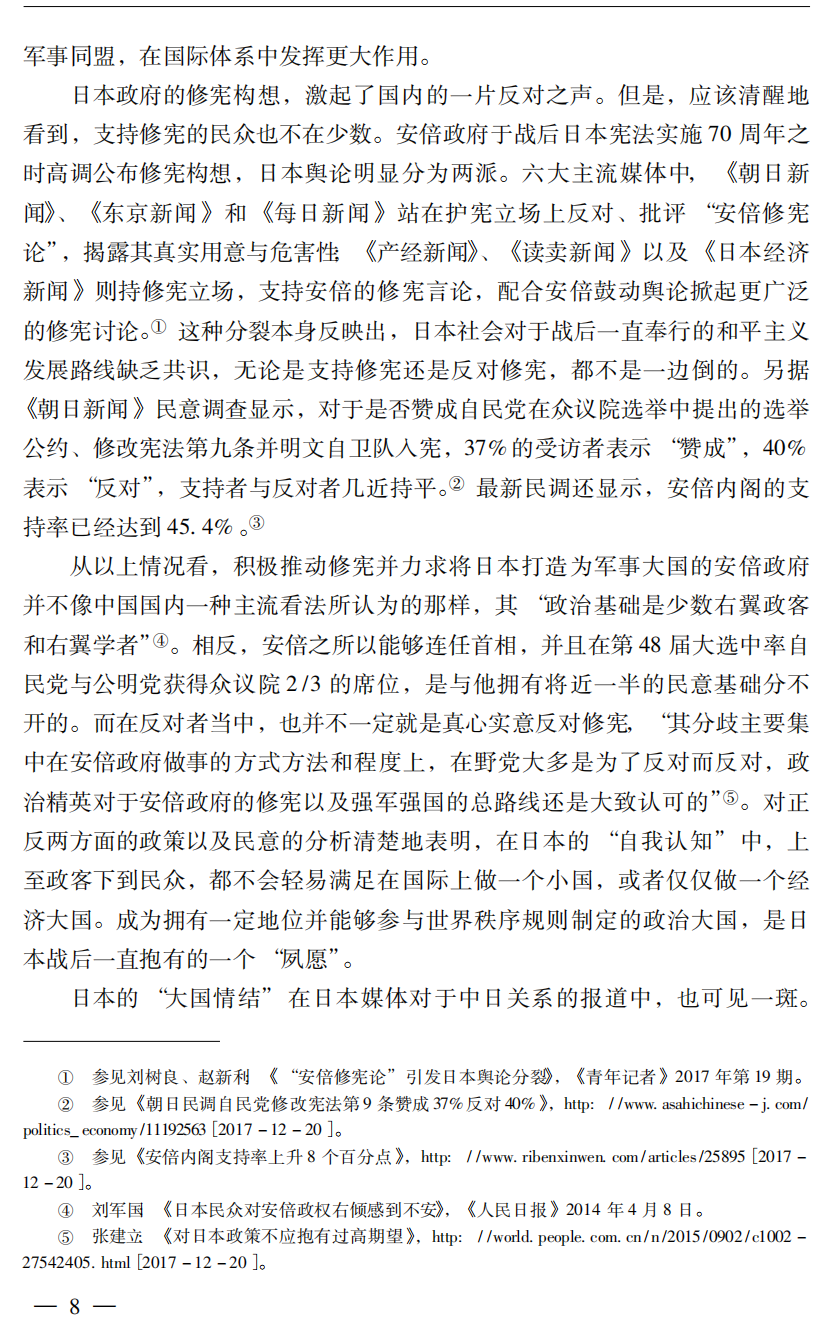 军事同盟，在国际体系中发挥更大作用。
日本政府的修宪构想，激起了国内的一片反对之声。但是，应该清醒地
看到，支持修宪的民众也不在少数。安倍政府于战后日本宪法实施70 周年之
时高调公布修宪构想，日本舆论明显分为两派。六大主流媒体中，《朝日新
闻》、《东京新闻》和《每日新闻》站在护宪立场上反对、批评“安倍修宪
论”，揭露其真实用意与危害性；《产经新闻》、《读卖新闻》以及《日本经济
新闻》则持修宪立场，支持安倍的修宪言论，配合安倍鼓动舆论掀起更广泛
的修宪讨论。① 这种分裂本身反映出，日本社会对于战后一直奉行的和平主义
发展路线缺乏共识，无论是支持修宪还是反对修宪，都不是一边倒的。另据
《朝日新闻》民意调查显示，对于是否赞成自民党在众议院选举中提出的选举
公约、修改宪法第九条并明文自卫队入宪，37%的受访者表示“赞成”，40%
表示“反对”，支持者与反对者几近持平。② 最新民调还显示，安倍内阁的支
持率已经达到45. 4% 。③
从以上情况看，积极推动修宪并力求将日本打造为军事大国的安倍政府
并不像中国国内一种主流看法所认为的那样，其“政治基础是少数右翼政客
和右翼学者”④。相反，安倍之所以能够连任首相，并且在第48 届大选中率自
民党与公明党获得众议院2 /3 的席位，是与他拥有将近一半的民意基础分不
开的。而在反对者当中，也并不一定就是真心实意反对修宪，“其分歧主要集
中在安倍政府做事的方式方法和程度上，在野党大多是为了反对而反对，政
治精英对于安倍政府的修宪以及强军强国的总路线还是大致认可的”⑤。对正
反两方面的政策以及民意的分析清楚地表明，在日本的“自我认知”中，上
至政客下到民众，都不会轻易满足在国际上做一个小国，或者仅仅做一个经
济大国。成为拥有一定地位并能够参与世界秩序规则制定的政治大国，是日
本战后一直抱有的一个“夙愿”。
日本的“大国情结”在日本媒体对于中日关系的报道中，也可见一斑。
① 参见刘树良、赵新利：《“安倍修宪论”引发日本舆论分裂》，《青年记者》2017 年第19 期。
② 参见《朝日民调自民党修改宪法第9 条赞成37%反对40%》，http: //www. asahichinese－j. com/
politics_ economy/11192563 [2017－12－20]。
③ 参见《安倍内阁支持率上升8 个百分点》，http: //www. ribenxinwen. com/articles/25895 [2017－
12－20]。
④ 刘军国：《日本民众对安倍政权右倾感到不安》，《人民日报》2014 年4 月8 日。
⑤ 张建立：《对日本政策不应抱有过高期望》，http: //world. people. com. cn/n/2015/0902/c1002－
27542405. html [2017－12－20]。
— 8 —